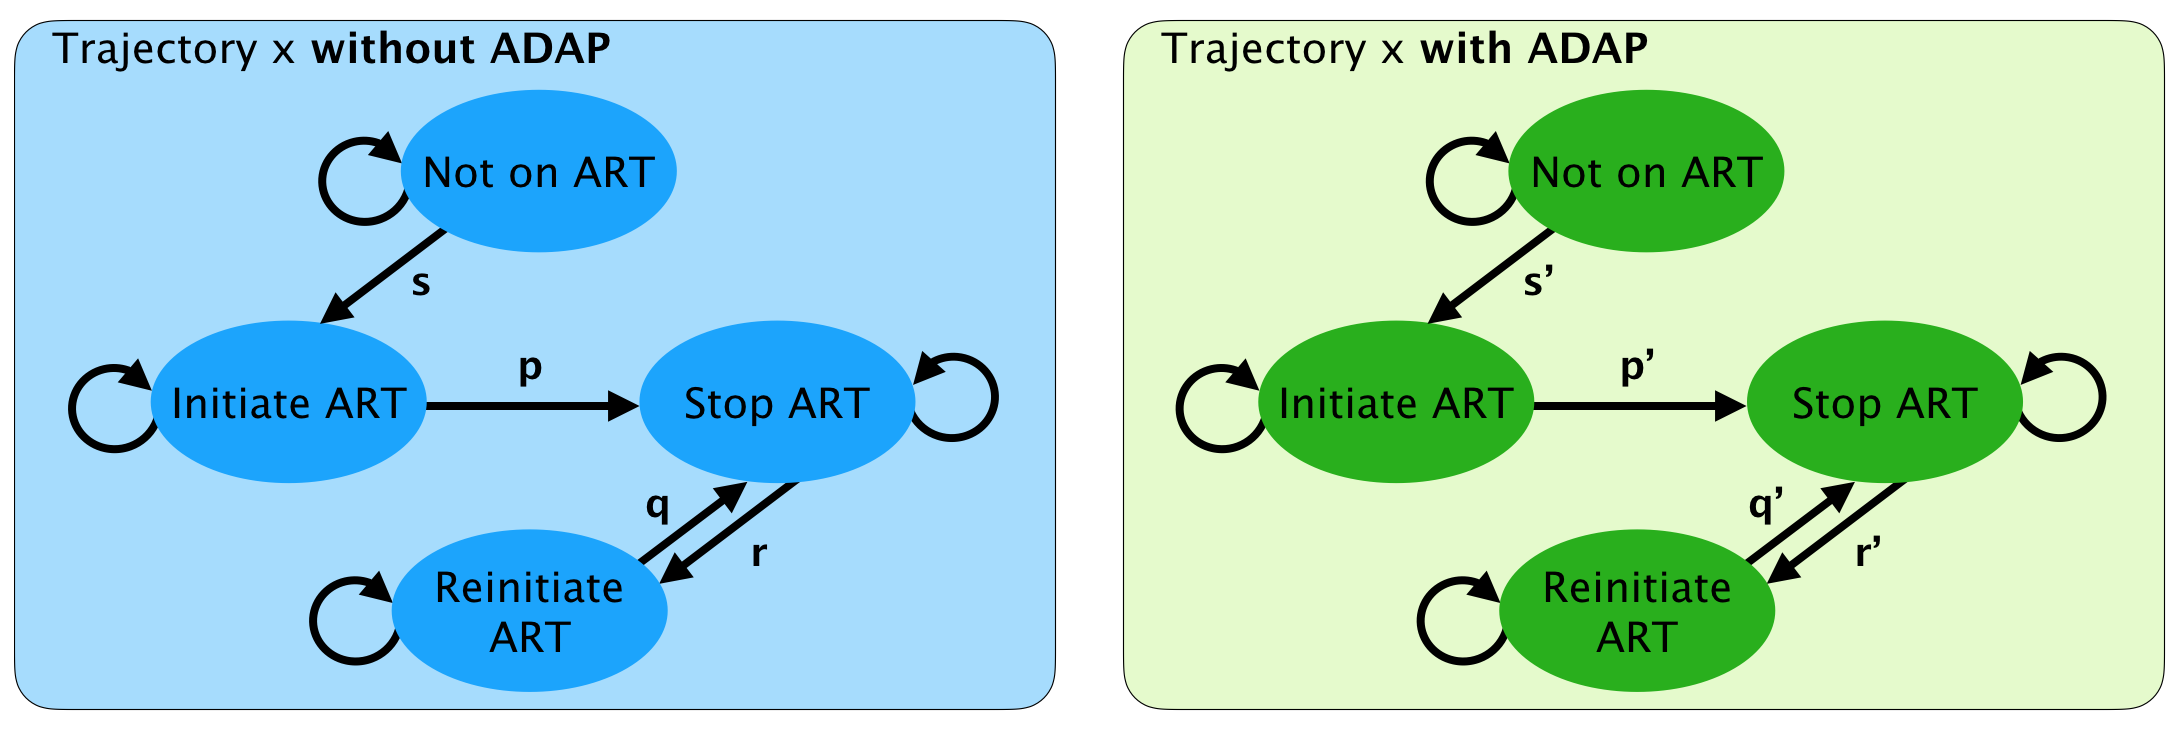 Trajectory x without ADAP
Not on ART
s
Initiate ART
p
Stop ART
q
r
Reinitiate
ART
Trajectory x with ADAP
Not on ART
s’
Initiate ART
p’
Stop ART
q’
r’
Reinitiate
ART